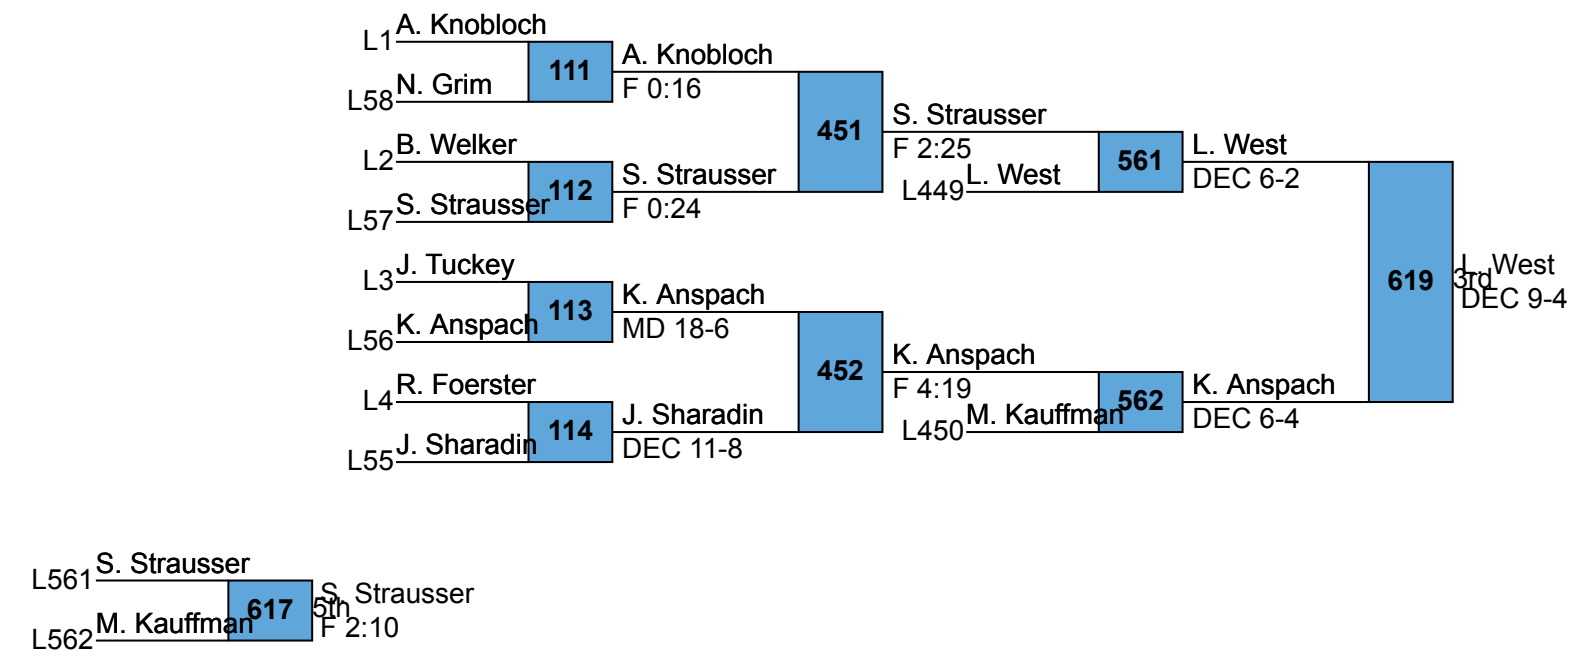 A. Knobloch
L1
111
N. Grim
L58
A. Knobloch
F 0:16
B. Welker
L2
112
S. Strausser
L57
S. Strausser
F 0:24
451
S. Strausser
F 2:25
L449
L. West
561
L. West
DEC 6-2
J. Tuckey
L3
113
K. Anspach
L56
K. Anspach
MD 18-6
R. Foerster
L4
114
J. Sharadin
L55
J. Sharadin
DEC 11-8
452
K. Anspach
F 4:19
L450
M. Kauffman
562
K. Anspach
DEC 6-4
619
L. West
3rd
DEC 9-4
S. Strausser
L561
617
M. Kauffman
L562
S. Strausser
5th
F 2:10